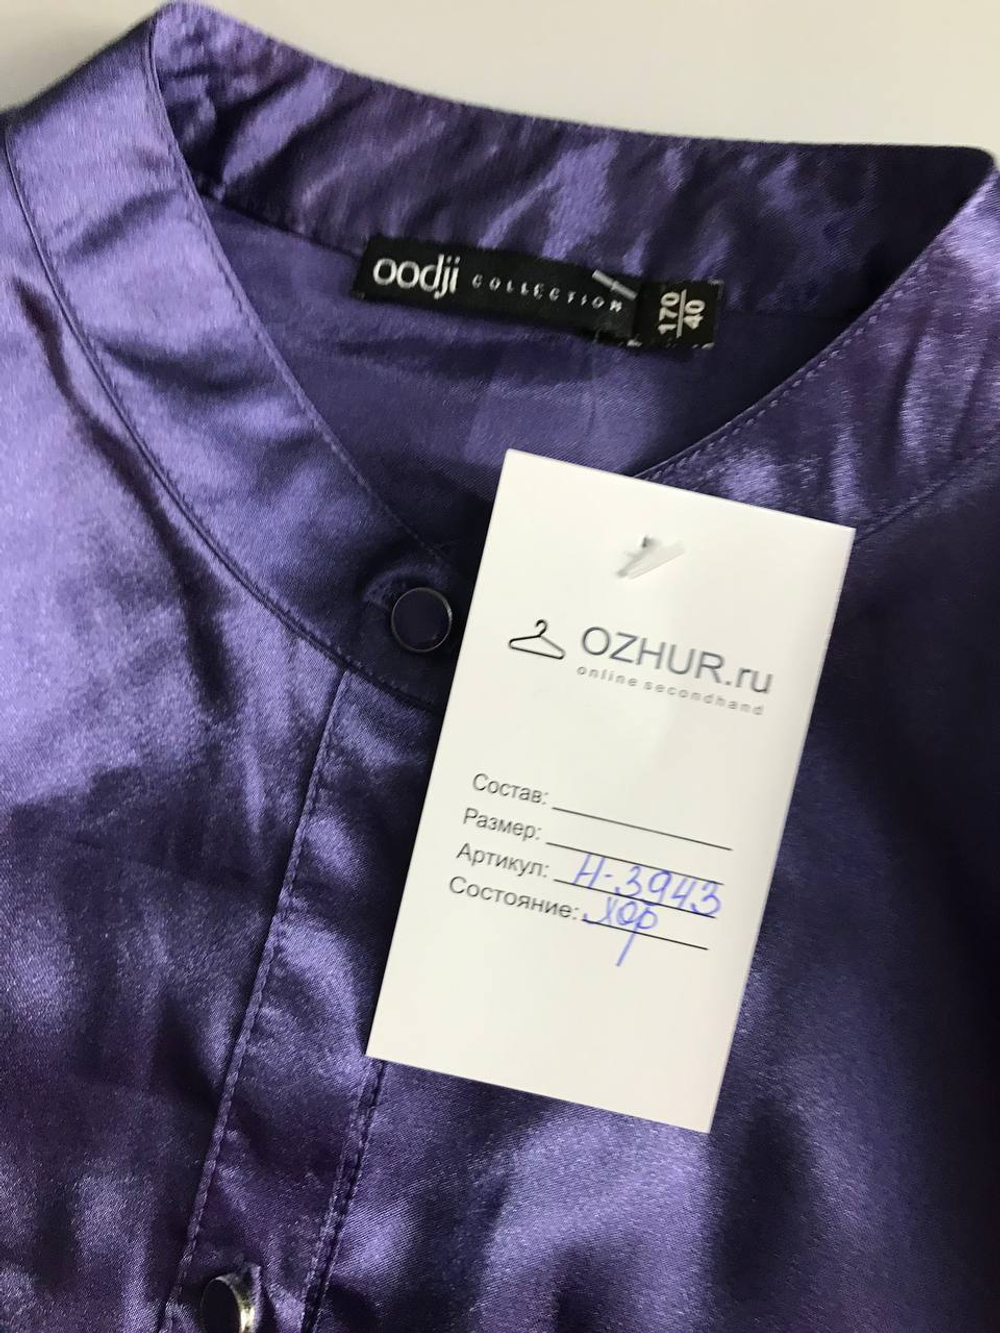 oodji COLLECTION
170
40
OZHUR.ru
online secondhand
Состав:
Размер:
Артикул: Н-3943
Состояние: хор